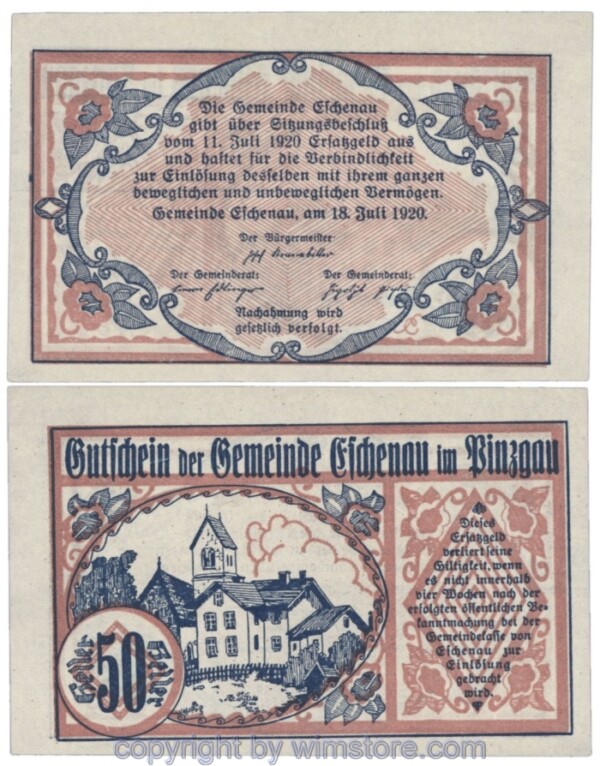 Die Gemeinde Eschenau
gibt über Sitzungsbeschluß
vom 11. Juli 1920 Ersatzgeld aus
und haftet für die Verbindlichkeit
zur Einlösung desselben mit ihrem ganzen
beweglichen und unbeweglichen Vermögen.
Gemeinde Eschenau, am 18. Juli 1920.
Der Bürgermeister
Der Gemeinderat: Der Gemeinderat:
Nachahmung wird
gesetzlich verfolgt.
Gutschein der Gemeinde Eschenau im Pinzgau
Dieses
Ersatzgeld
verliert seine
Giltigkeit, wenn
es nicht innerhalb
vier Wochen nach der
erfolgten öffentlichen Be-
kanntmachung bei der
Gemeindekasse von
Eschenau zur
Einlösung
gebracht
wird.
Heller 50 Heller
copyright by wimstore.com